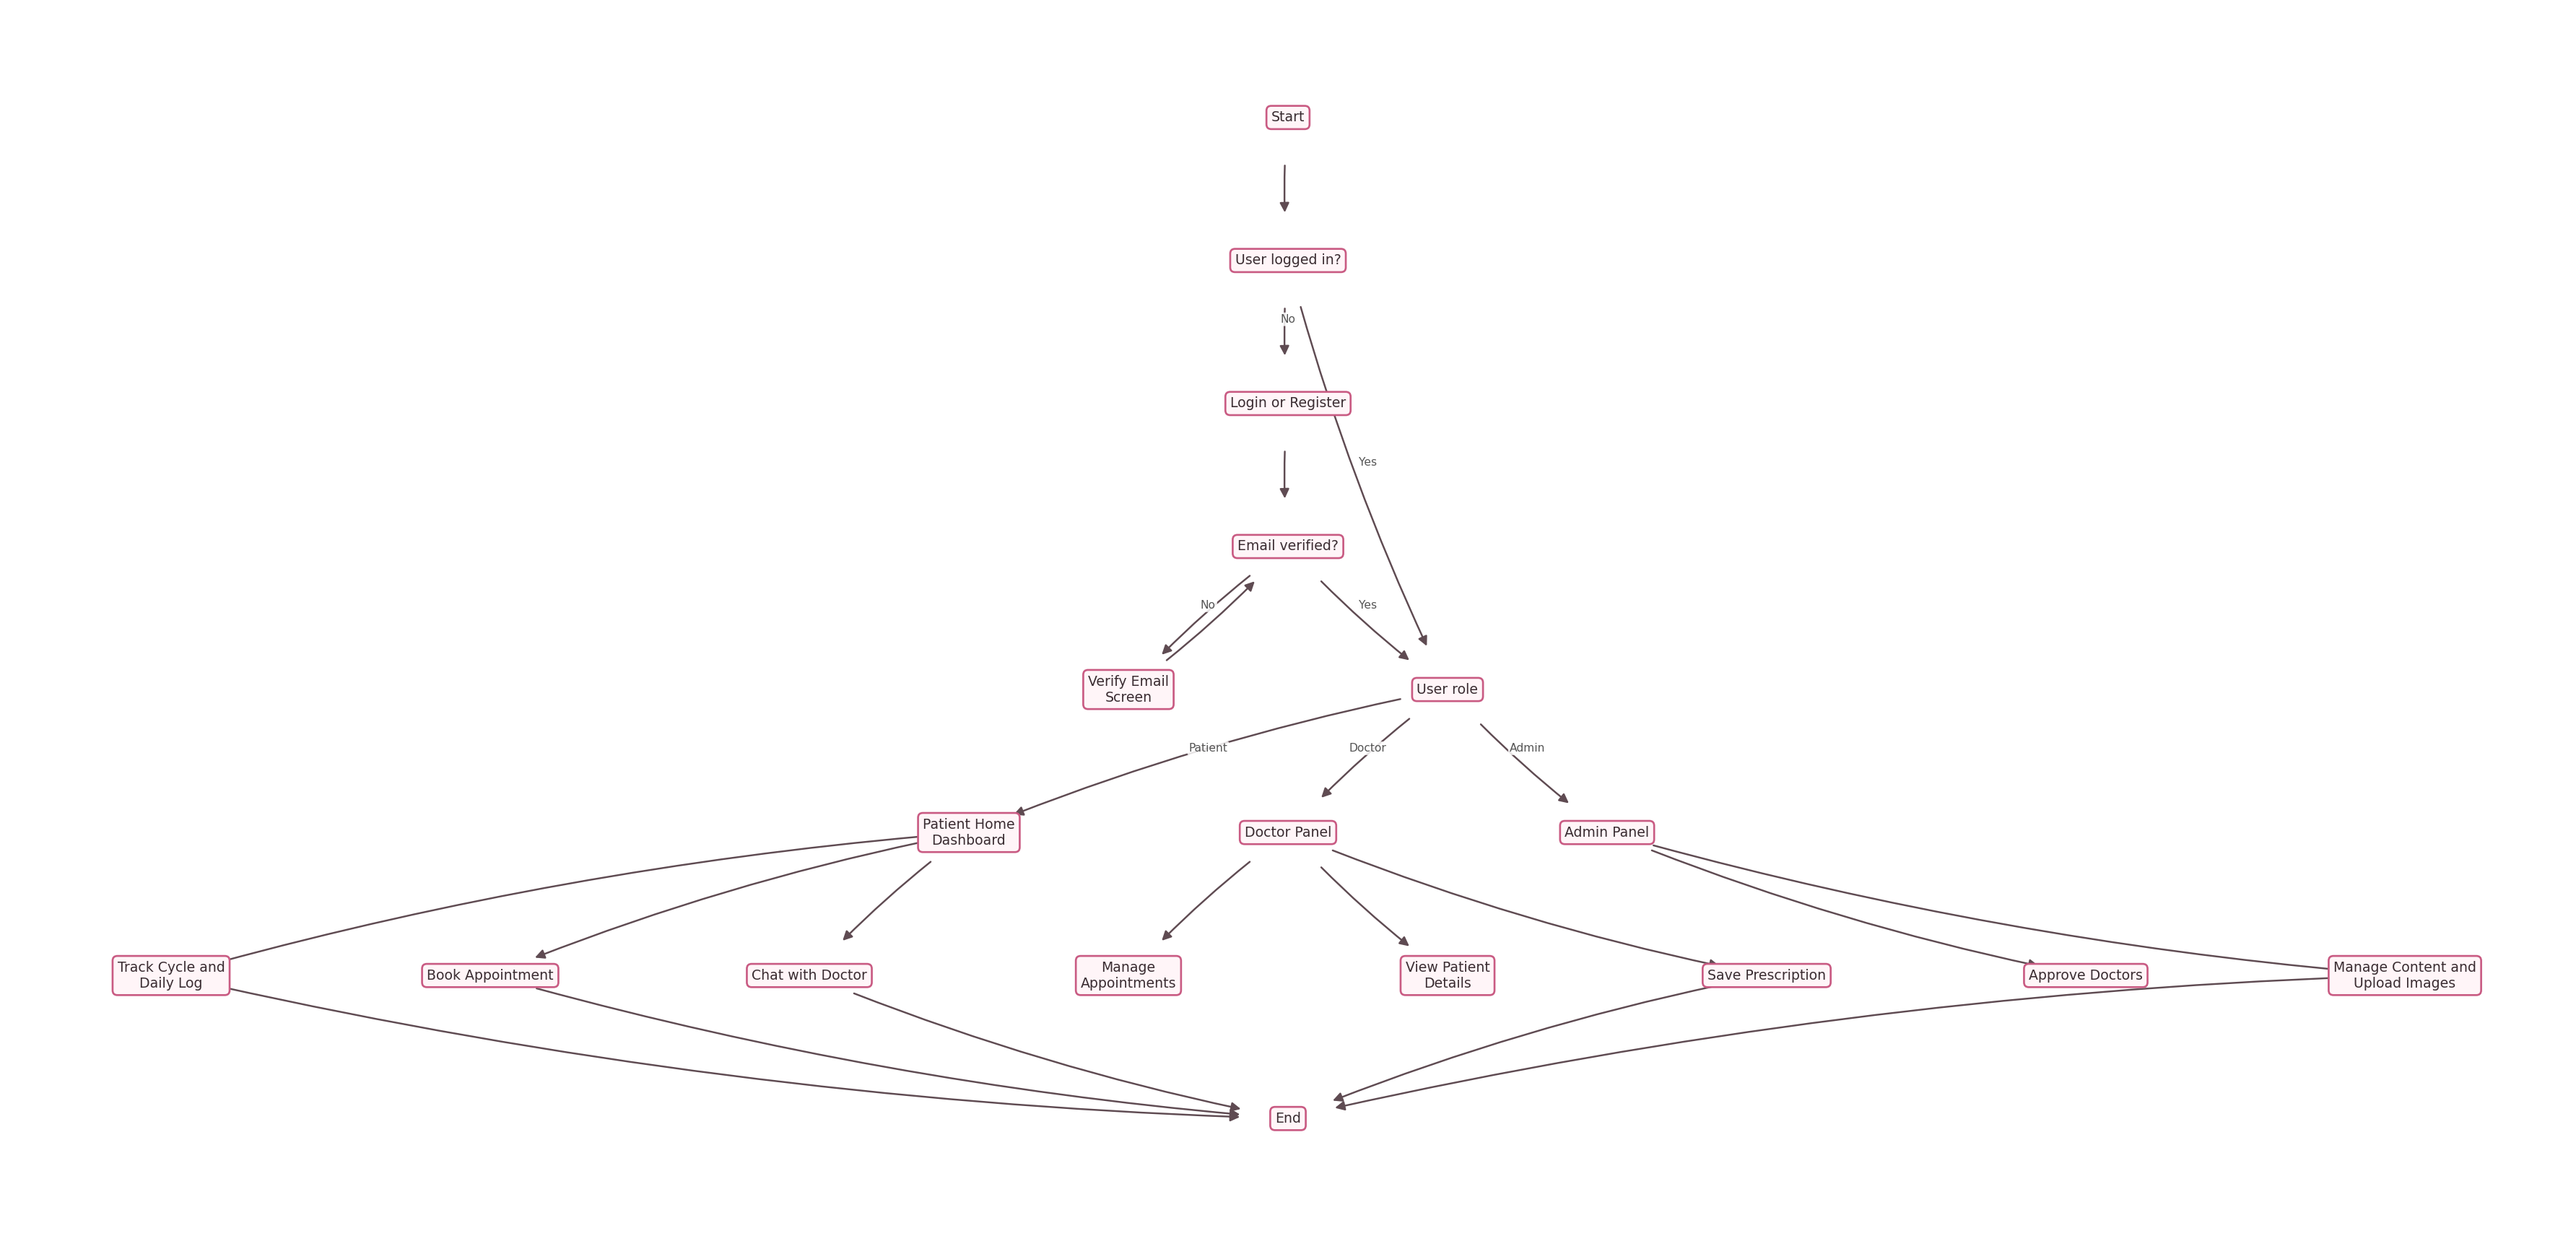 Start
User logged in?
No
Login or Register
Yes
Email verified?
No
Yes
Verify Email
Screen
User role
Patient
Doctor
Admin
Patient Home
Dashboard
Doctor Panel
Admin Panel
Track Cycle and
Daily Log
Book Appointment
Chat with Doctor
Manage
Appointments
View Patient
Details
Save Prescription
Approve Doctors
Manage Content and
Upload Images
End